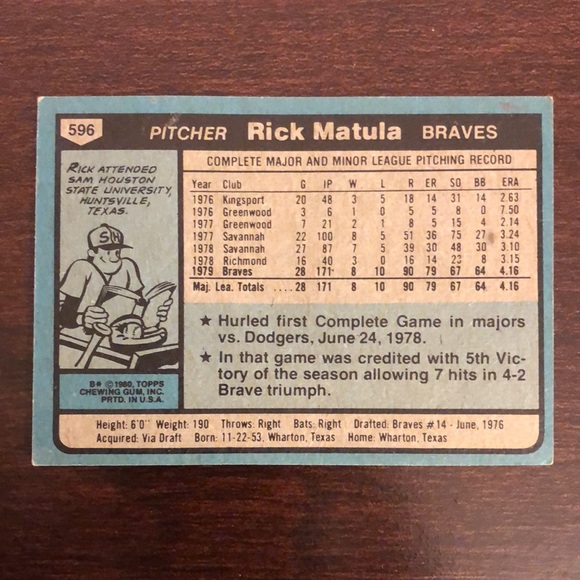 596 PITCHER Rick Matula BRAVES
RICK ATTENDED
SAM HOUSTON
STATE UNIVERSITY,
HUNTSVILLE,
TEXAS.
SH
B* © 1980, TOPPS
CHEWING GUM, INC.
PRTD. IN U.S.A.
COMPLETE MAJOR AND MINOR LEAGUE PITCHING RECORD
Year Club G IP W L R ER SO BB ERA
1976 Kingsport 20 48 3 5 18 14 31 14 2.63
1976 Greenwood 3 6 1 0 5 5 8 0 7.50
1977 Greenwood 7 21 2 1 8 5 15 4 2.14
1977 Savannah 22 100 8 5 51 36 75 27 3.24
1978 Savannah 27 87 7 5 39 30 48 30 3.10
1978 Richmond 16 40 3 0 16 14 23 8 3.15
1979 Braves 28 171 8 10 90 79 67 64 4.16
Maj. Lea. Totals ....28 171 8 10 90 79 67 64 4.16
★ Hurled first Complete Game in majors
vs. Dodgers, June 24, 1978.
★ In that game was credited with 5th Vic-
tory of the season allowing 7 hits in 4-2
Brave triumph.
Height: 6'0" Weight: 190 Throws: Right Bats: Right Drafted: Braves #14 - June, 1976
Acquired: Via Draft Born: 11-22-53, Wharton, Texas Home: Wharton, Texas